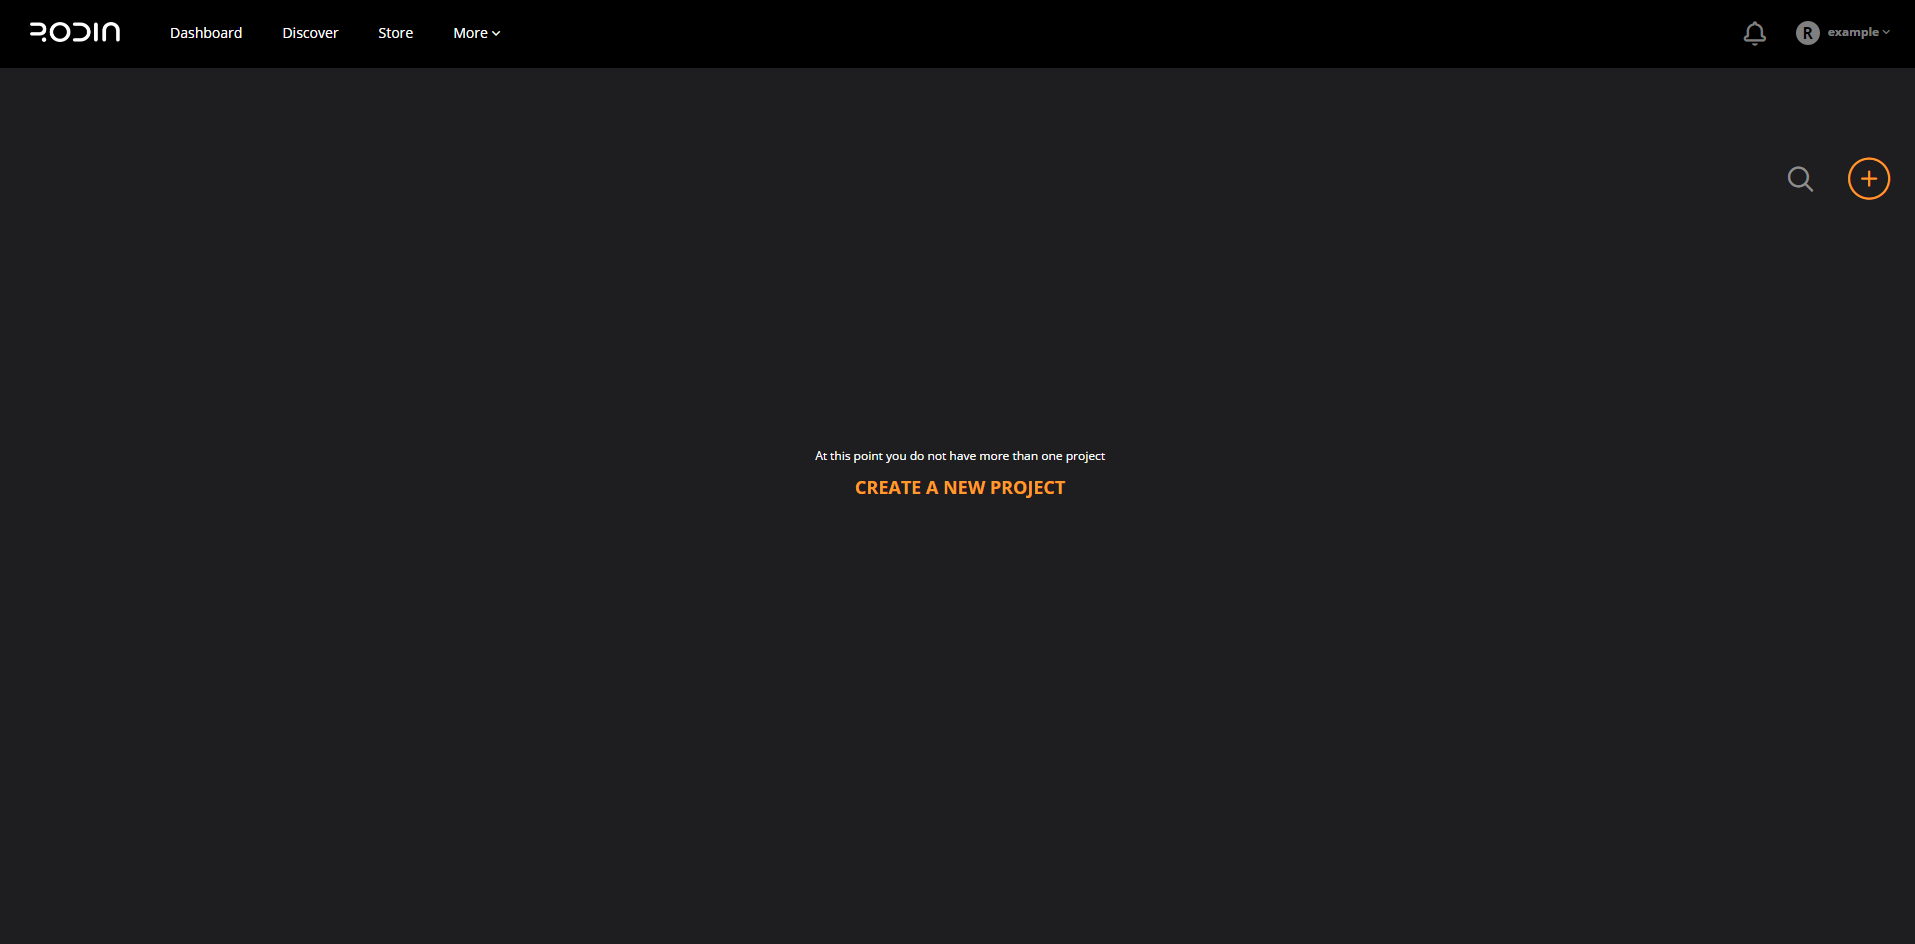 RODIN
Dashboard
Discover
Store
More
R
example
At this point you do not have more than one project
CREATE A NEW PROJECT